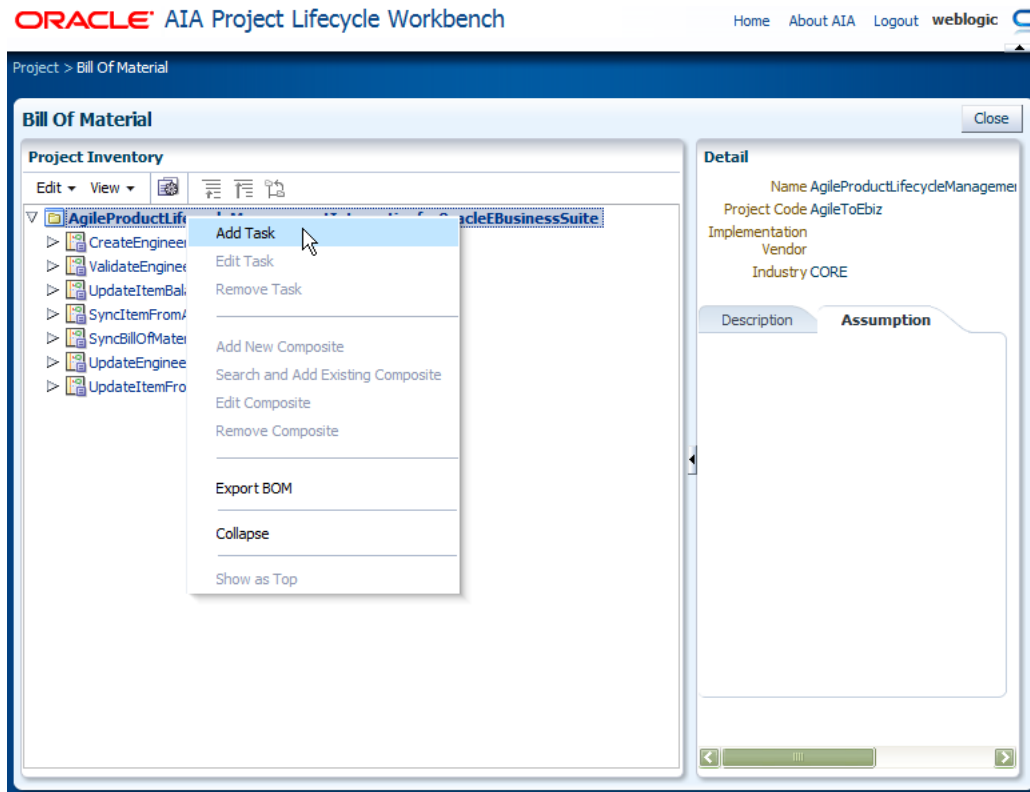 ORACLE AIA Project Lifecycle Workbench
Home About AIA Logout weblogic
Project > Bill Of Material
Bill Of Material
Close
Project Inventory
Edit View
AgileProductLife acleEBusinessSuite
CreateEngineer
ValidateEnginee
UpdateItemBala
SyncItemFromA
SyncBillOfMater
UpdateEnginee
UpdateItemFro
Add Task
Edit Task
Remove Task
Add New Composite
Search and Add Existing Composite
Edit Composite
Remove Composite
Export BOM
Collapse
Show as Top
Detail
Name AgileProductLifecycleManagemen
Project Code AgileToEbiz
Implementation
Vendor
Industry CORE
Description Assumption